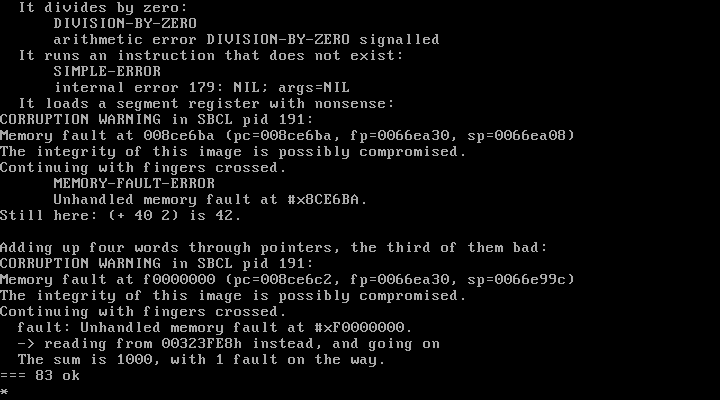 It divides by zero:
DIVISION-BY-ZERO
arithmetic error DIVISION-BY-ZERO signalled
It runs an instruction that does not exist:
SIMPLE-ERROR
internal error 179: NIL; args=NIL
It loads a segment register with nonsense:
CORRUPTION WARNING in SBCL pid 191:
Memory fault at 008ce6ba (pc=008ce6ba, fp=0066ea30, sp=0066ea08)
The integrity of this image is possibly compromised.
Continuing with fingers crossed.
MEMORY-FAULT-ERROR
Unhandled memory fault at #x8CE6BA.
Still here: (+ 40 2) is 42.
Adding up four words through pointers, the third of them bad:
CORRUPTION WARNING in SBCL pid 191:
Memory fault at f0000000 (pc=008ce6c2, fp=0066ea30, sp=0066e99c)
The integrity of this image is possibly compromised.
Continuing with fingers crossed.
fault: Unhandled memory fault at #xF0000000.
-> reading from 00323FE8h instead, and going on
The sum is 1000, with 1 fault on the way.
=== 83 ok
*